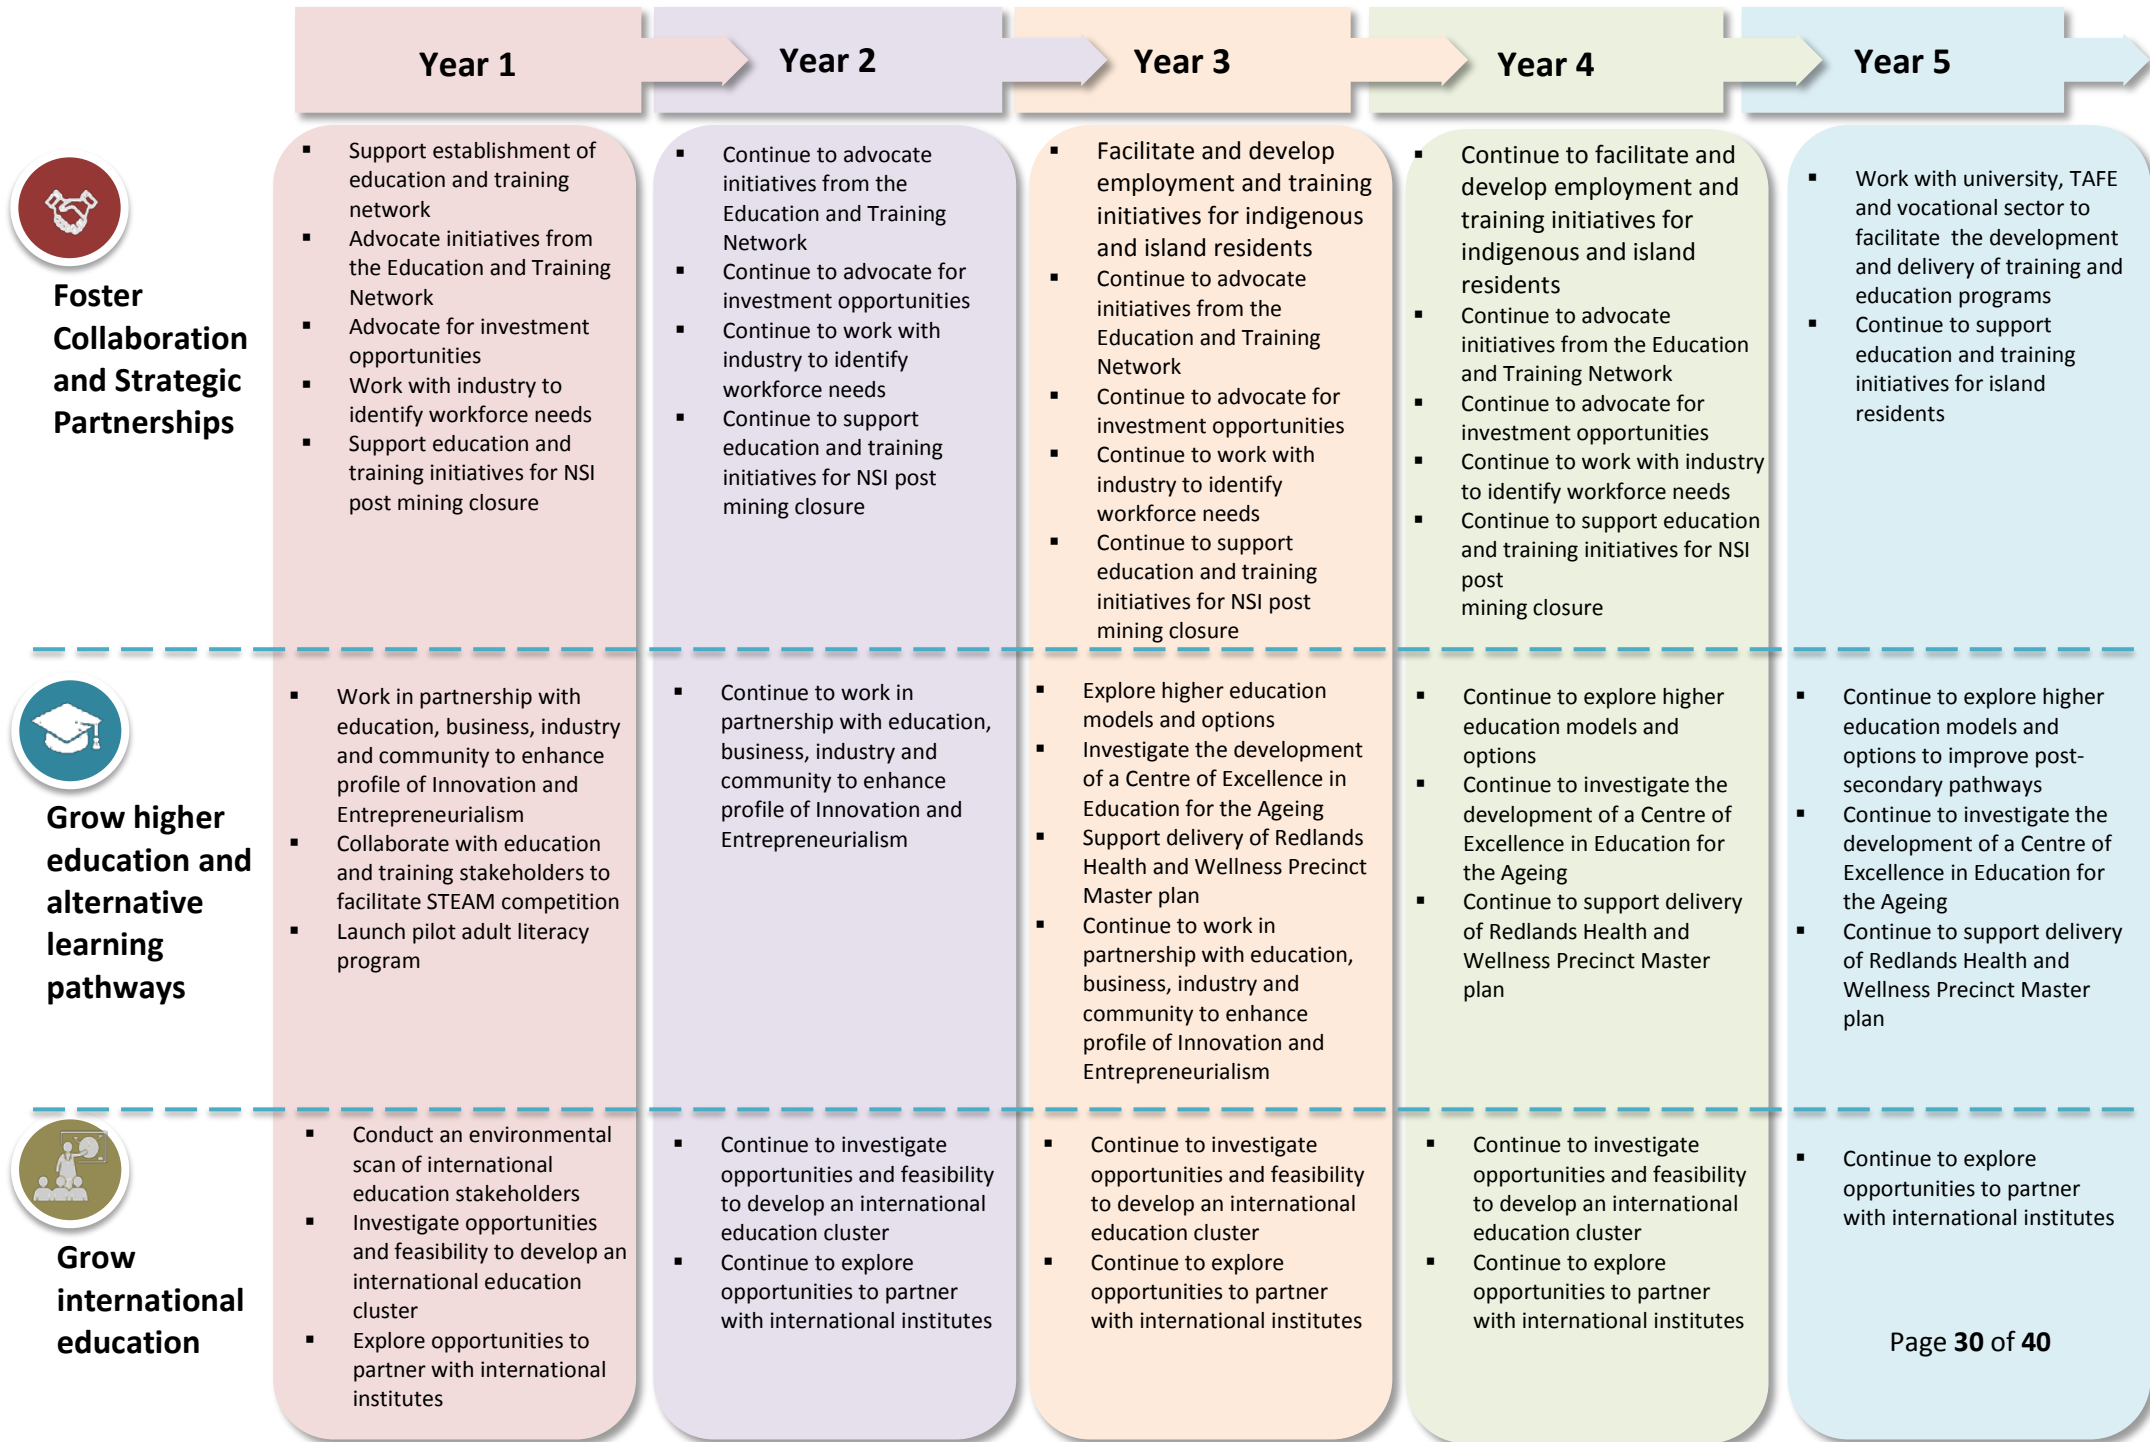 Year 1
Year 2
Year 3
Year 4
Year 5
Foster
Collaboration
and Strategic
Partnerships
▪ Support establishment of
education and training
network
▪ Advocate initiatives from
the Education and Training
Network
▪ Advocate for investment
opportunities
▪ Work with industry to
identify workforce needs
▪ Support education and
training initiatives for NSI
post mining closure
▪ Continue to advocate
initiatives from the
Education and Training
Network
▪ Continue to advocate for
investment opportunities
▪ Continue to work with
industry to identify
workforce needs
▪ Continue to support
education and training
initiatives for NSI post
mining closure
▪ Facilitate and develop
employment and training
initiatives for indigenous
and island residents
▪ Continue to advocate
initiatives from the
Education and Training
Network
▪ Continue to advocate for
investment opportunities
▪ Continue to work with
industry to identify
workforce needs
▪ Continue to support
education and training
initiatives for NSI post
mining closure
▪ Continue to facilitate and
develop employment and
training initiatives for
indigenous and island
residents
▪ Continue to advocate
initiatives from the Education
and Training Network
▪ Continue to advocate for
investment opportunities
▪ Continue to work with industry
to identify workforce needs
▪ Continue to support education
and training initiatives for NSI
post
mining closure
▪ Work with university, TAFE
and vocational sector to
facilitate the development
and delivery of training and
education programs
▪ Continue to support
education and training
initiatives for island
residents
Grow higher
education and
alternative
learning
pathways
▪ Work in partnership with
education, business, industry
and community to enhance
profile of Innovation and
Entrepreneurialism
▪ Collaborate with education
and training stakeholders to
facilitate STEAM competition
▪ Launch pilot adult literacy
program
▪ Continue to work in
partnership with education,
business, industry and
community to enhance
profile of Innovation and
Entrepreneurialism
▪ Explore higher education
models and options
▪ Investigate the development
of a Centre of Excellence in
Education for the Ageing
▪ Support delivery of Redlands
Health and Wellness Precinct
Master plan
▪ Continue to work in
partnership with education,
business, industry and
community to enhance
profile of Innovation and
Entrepreneurialism
▪ Continue to explore higher
education models and
options
▪ Continue to investigate the
development of a Centre of
Excellence in Education for
the Ageing
▪ Continue to support delivery
of Redlands Health and
Wellness Precinct Master
plan
▪ Continue to explore higher
education models and
options to improve post-
secondary pathways
▪ Continue to investigate the
development of a Centre of
Excellence in Education for
the Ageing
▪ Continue to support delivery
of Redlands Health and
Wellness Precinct Master
plan
Grow
international
education
▪ Conduct an environmental
scan of international
education stakeholders
▪ Investigate opportunities
and feasibility to develop an
international education
cluster
▪ Explore opportunities to
partner with international
institutes
▪ Continue to investigate
opportunities and feasibility
to develop an international
education cluster
▪ Continue to explore
opportunities to partner
with international institutes
▪ Continue to investigate
opportunities and feasibility
to develop an international
education cluster
▪ Continue to explore
opportunities to partner
with international institutes
▪ Continue to investigate
opportunities and feasibility
to develop an international
education cluster
▪ Continue to explore
opportunities to partner
with international institutes
▪ Continue to explore
opportunities to partner
with international institutes
Page 30 of 40